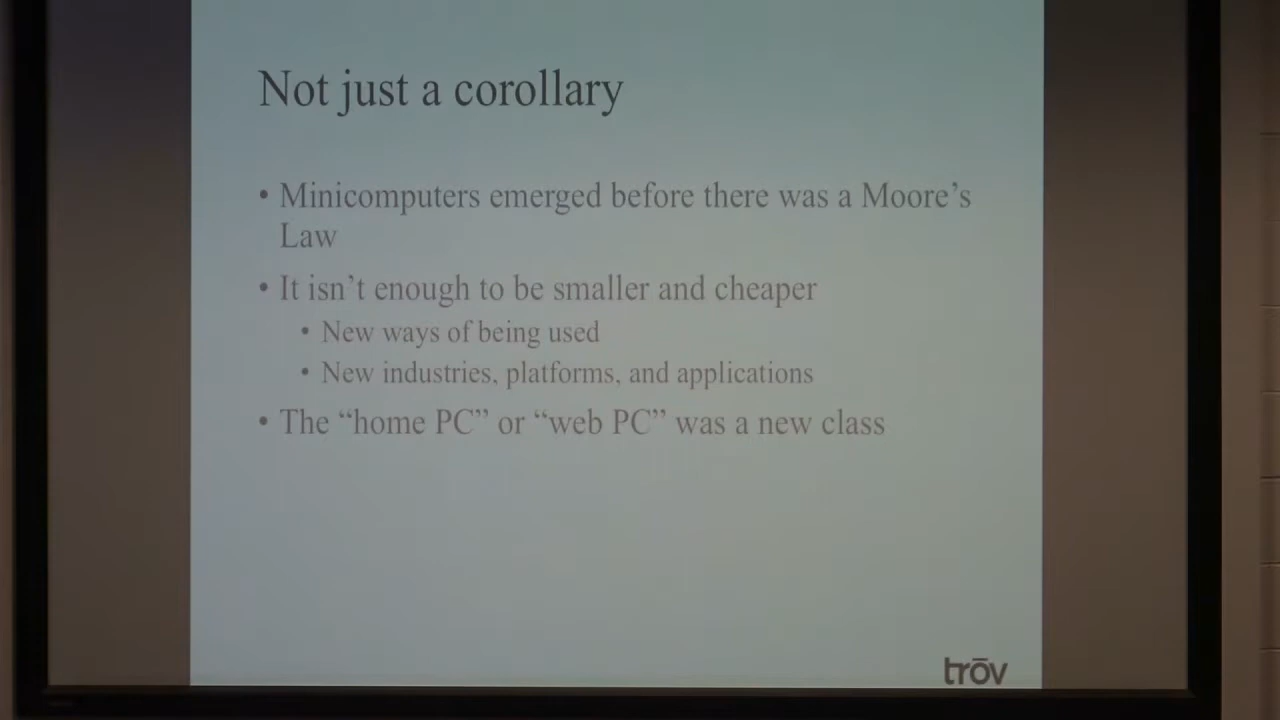 Not just a corollary
• Minicomputers emerged before there was a Moore’s
Law
• It isn’t enough to be smaller and cheaper
• New ways of being used
• New industries, platforms, and applications
• The “home PC” or “web PC” was a new class
trōv